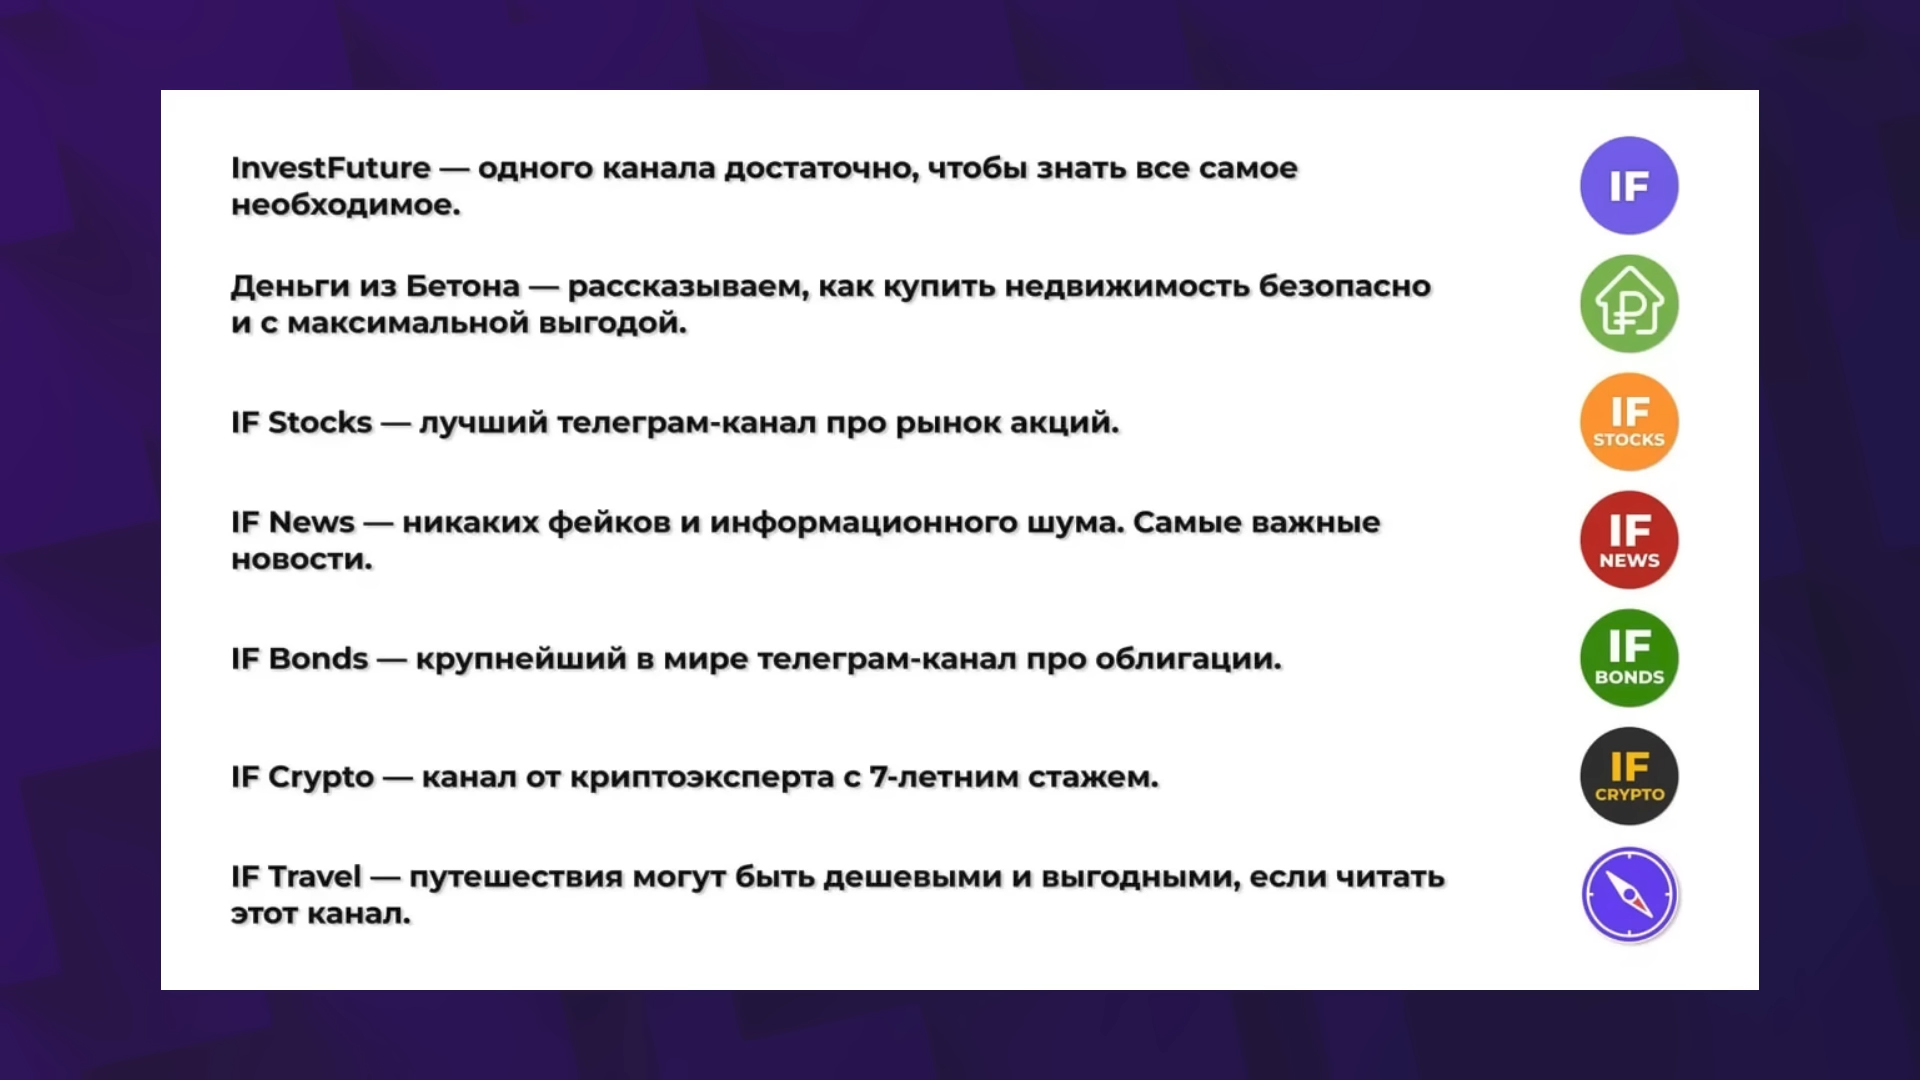 InvestFuture — одного канала достаточно, чтобы знать все самое
необходимое.
IF
Деньги из Бетона — рассказываем, как купить недвижимость безопасно
и с максимальной выгодой.
IF Stocks — лучший телеграм-канал про рынок акций.
IF
STOCKS
IF News — никаких фейков и информационного шума. Самые важные
новости.
IF
NEWS
IF Bonds — крупнейший в мире телеграм-канал про облигации.
IF
BONDS
IF Crypto — канал от криптоэксперта с 7-летним стажем.
IF
CRYPTO
IF Travel — путешествия могут быть дешевыми и выгодными, если читать
этот канал.